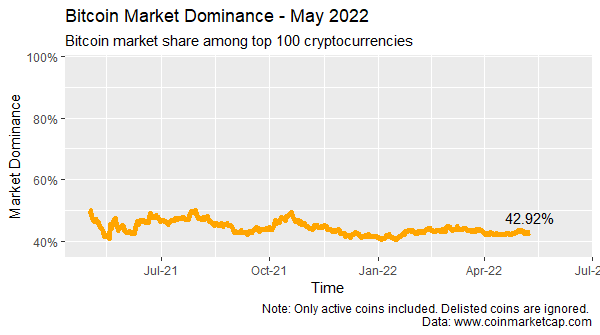 Bitcoin Market Dominance - May 2022
Bitcoin market share among top 100 cryptocurrencies
100%
80%
60%
40%
Market Dominance
42.92%
Jul-21
Oct-21
Jan-22
Apr-22
Jul-2
Time
Note: Only active coins included. Delisted coins are ignored.
Data: www.coinmarketcap.com